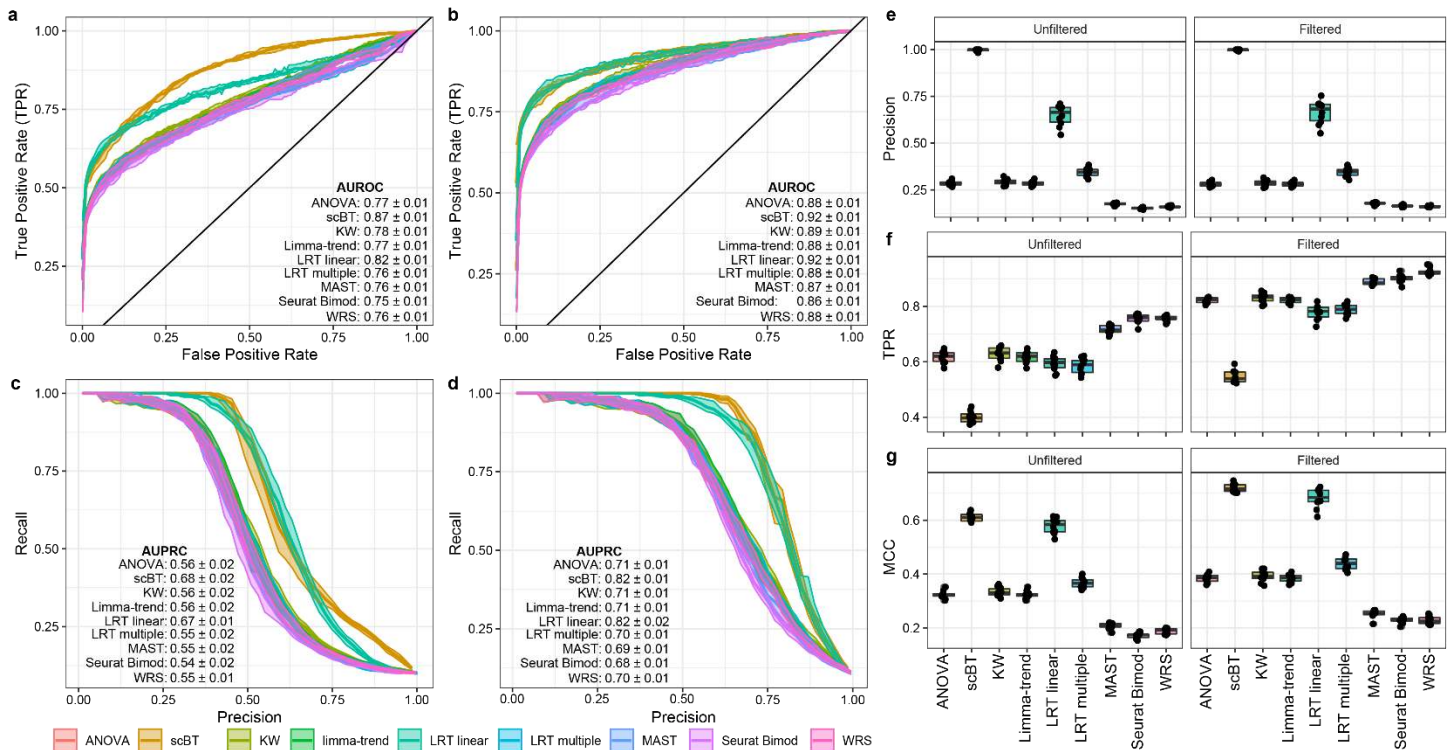 a
1.00
0.75
0.50
0.25
True Positive Rate (TPR)
AUROC
ANOVA: 0.77 ± 0.01
scBT: 0.87 ± 0.01
KW: 0.78 ± 0.01
Limma-trend: 0.77 ± 0.01
LRT linear: 0.82 ± 0.01
LRT multiple: 0.76 ± 0.01
MAST: 0.76 ± 0.01
Seurat Bimod: 0.75 ± 0.01
WRS: 0.76 ± 0.01
0.00 0.25 0.50 0.75 1.00
False Positive Rate
b
1.00
0.75
0.50
0.25
True Positive Rate (TPR)
AUROC
ANOVA: 0.88 ± 0.01
scBT: 0.92 ± 0.01
KW: 0.89 ± 0.01
Limma-trend: 0.88 ± 0.01
LRT linear: 0.92 ± 0.01
LRT multiple: 0.88 ± 0.01
MAST: 0.87 ± 0.01
Seurat Bimod: 0.86 ± 0.01
WRS: 0.88 ± 0.01
0.00 0.25 0.50 0.75 1.00
False Positive Rate
c
1.00
0.75
0.50
0.25
Recall
AUPRC
ANOVA: 0.56 ± 0.02
scBT: 0.68 ± 0.02
KW: 0.56 ± 0.02
Limma-trend: 0.56 ± 0.02
LRT linear: 0.67 ± 0.01
LRT multiple: 0.55 ± 0.02
MAST: 0.55 ± 0.02
Seurat Bimod: 0.54 ± 0.02
WRS: 0.55 ± 0.01
0.00 0.25 0.50 0.75 1.00
Precision
d
1.00
0.75
0.50
0.25
Recall
AUPRC
ANOVA: 0.71 ± 0.01
scBT: 0.82 ± 0.01
KW: 0.71 ± 0.01
Limma-trend: 0.71 ± 0.01
LRT linear: 0.82 ± 0.02
LRT multiple: 0.70 ± 0.01
MAST: 0.69 ± 0.01
Seurat Bimod: 0.68 ± 0.01
WRS: 0.70 ± 0.01
0.00 0.25 0.50 0.75 1.00
Precision
ANOVA scBT KW limma-trend LRT linear LRT multiple MAST Seurat Bimod WRS
e
Unfiltered Filtered
1.00
0.75
0.50
0.25
Precision
f
Unfiltered Filtered
0.8
0.6
0.4
TPR
g
Unfiltered Filtered
0.6
0.4
0.2
MCC
ANOVA scBT KW Limma-trend LRT linear LRT multiple MAST Seurat Bimod WRS
ANOVA scBT KW Limma-trend LRT linear LRT multiple MAST Seurat Bimod WRS